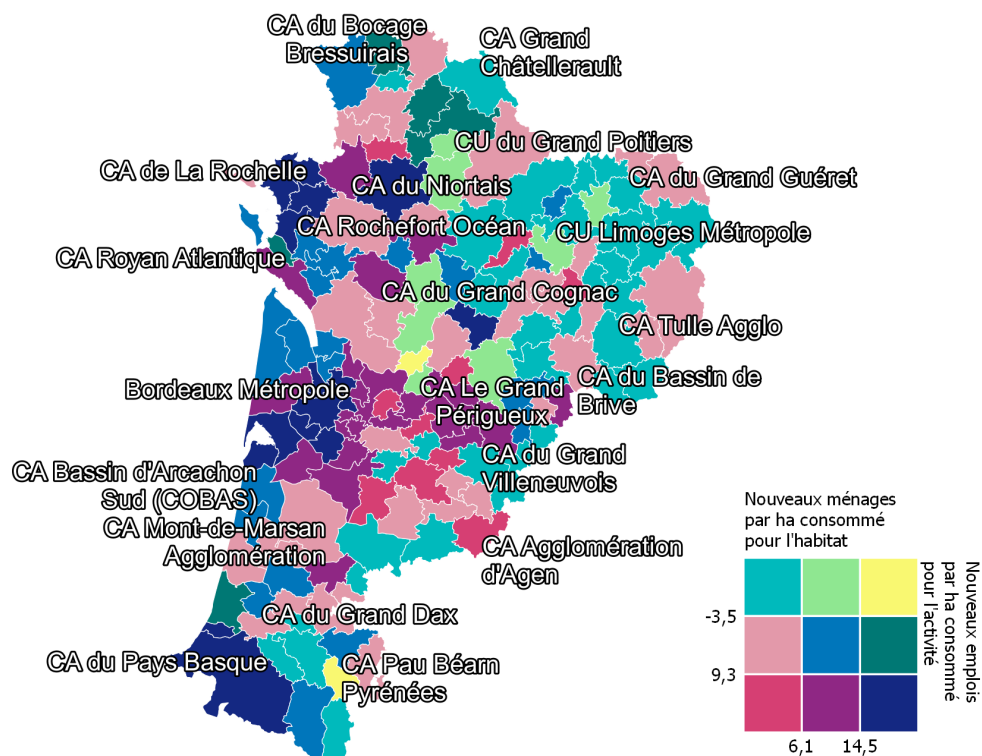 CA du Bocage
Bressuirais
CA Grand
Châtellerault
CU du Grand Poitiers
CA de La Rochelle
CA du Niortais
CA du Grand Guéret
CA Rochefort Océan
CU Limoges Métropole
CA Royan Atlantique
CA du Grand Cognac
CA Tulle Agglo
Bordeaux Métropole
CA Le Grand
Périgueux
CA du Bassin de
Brive
CA Bassin d'Arcachon
Sud (COBAS)
CA du Grand
Villeneuvois
CA Mont-de-Marsan
Agglomération
CA Agglomération
d'Agen
CA du Grand Dax
CA du Pays Basque
CA Pau Béarn
Pyrénées
Nouveaux ménages
par ha consommé
pour l'habitat
Nouveaux emplois
par ha consommé
pour l'activité
-3,5
9,3
6,1
14,5